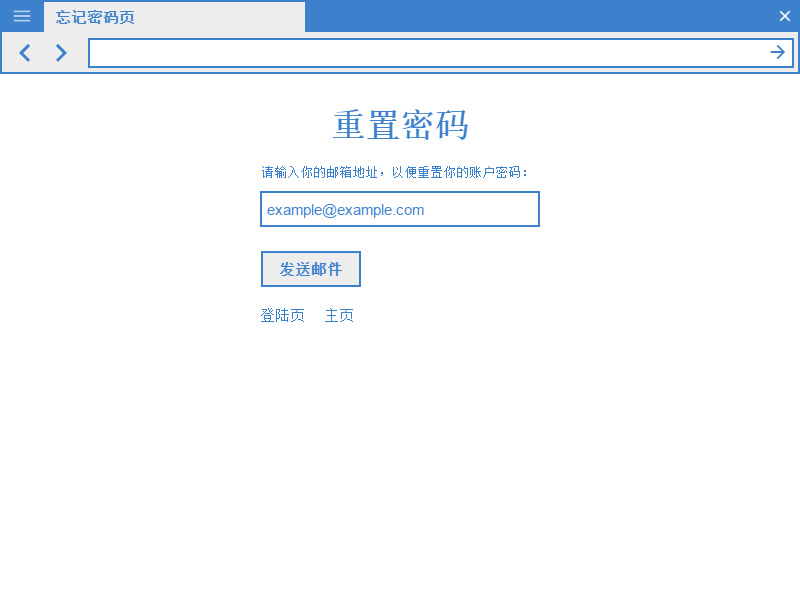 忘记密码页
重置密码
请输入你的邮箱地址，以便重置你的账户密码：
example@example.com
发送邮件
登陆页 主页